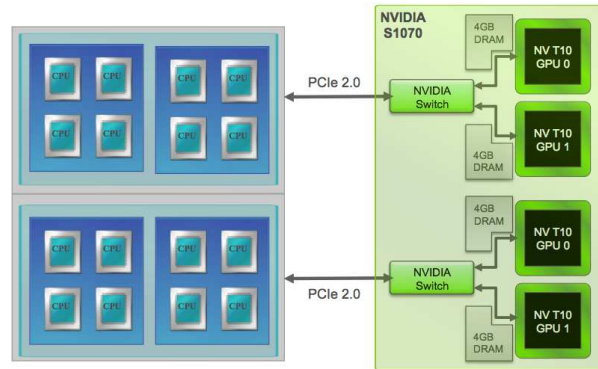 NVIDIA
S1070
4GB
DRAM
NV T10
GPU 0
CPU CPU CPU CPU
PCIe 2.0
NVIDIA
Switch
CPU CPU CPU CPU
NV T10
GPU 1
4GB
DRAM
4GB
DRAM
NV T10
GPU 0
CPU CPU CPU CPU
NVIDIA
Switch
PCIe 2.0
CPU CPU CPU CPU
NV T10
GPU 1
4GB
DRAM